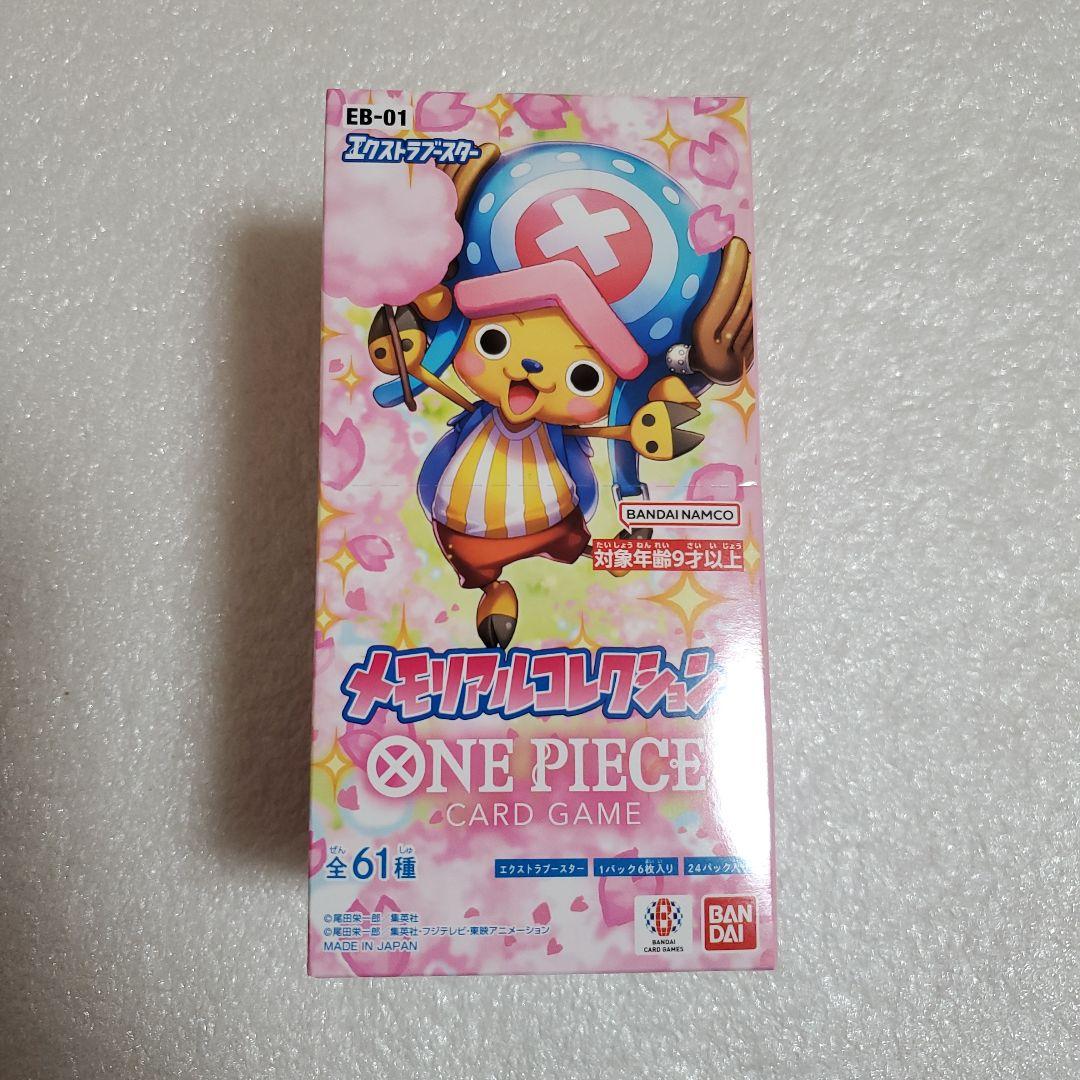 EB-01
エクストラブースター
BANDAI NAMCO
たいしょうねんれい さいいじょう
対象年齢9才以上
メモリアルコレクション
ONE PIECE
CARD GAME
ぜん しゅ
全61種
エクストラブースター 1パック6枚入り 24パック入
©尾田栄一郎 集英社
©尾田栄一郎 集英社・フジテレビ・東映アニメーション
MADE IN JAPAN
BANDAI
CARD GAMES
BAN
DAI